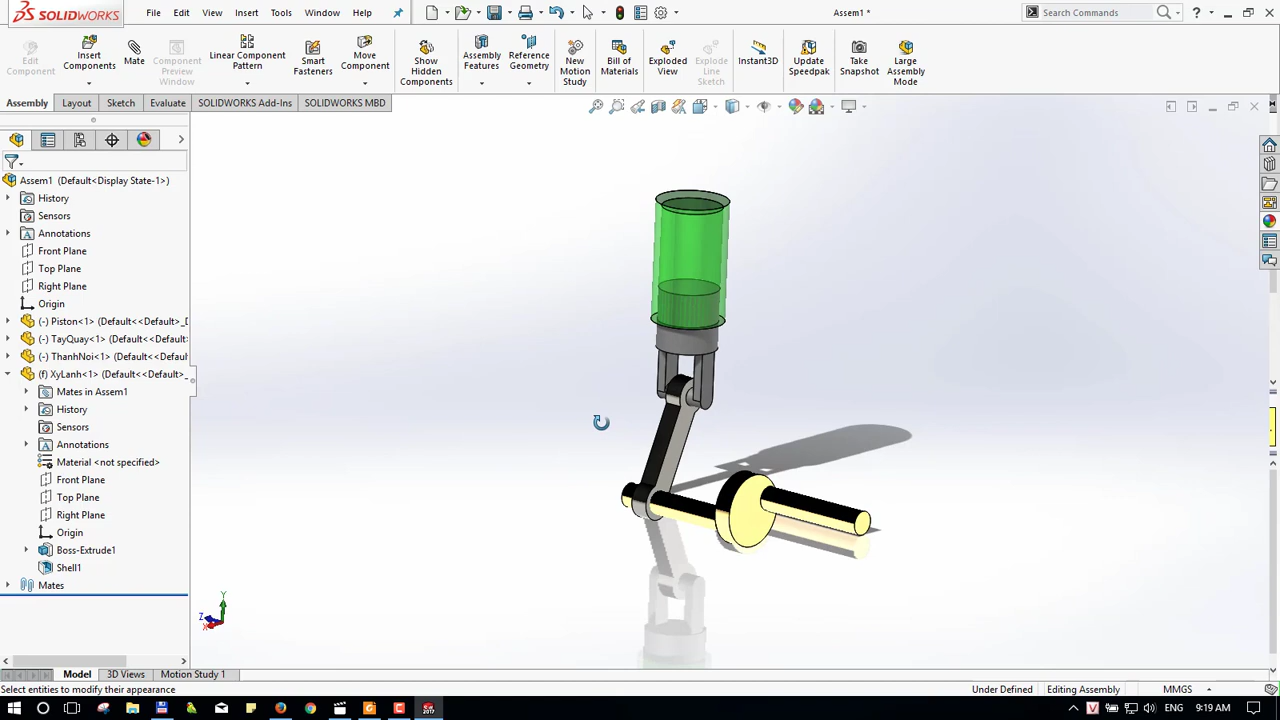 SOLIDWORKS File Edit View Insert Tools Window Help Assem1 * Search Commands
Edit Component
Insert Components
Mate
Component Preview Window
Linear Component Pattern
Smart Fasteners
Move Component
Show Hidden Components
Assembly Features
Reference Geometry
New Motion Study
Bill of Materials
Exploded View
Explode Line Sketch
Instant3D
Update Speedpak
Take Snapshot
Large Assembly Mode
Assembly Layout Sketch Evaluate SOLIDWORKS Add-Ins SOLIDWORKS MBD
Assem1 (Default<Display State-1>)
History
Sensors
Annotations
Front Plane
Top Plane
Right Plane
Origin
(-) Piston<1> (Default<<Default>_D
(-) TayQuay<1> (Default<<Default>
(-) ThanhNoi<1> (Default<<Defaul
(f) XyLanh<1> (Default<<Default>_
Mates in Assem1
History
Sensors
Annotations
Material <not specified>
Front Plane
Top Plane
Right Plane
Origin
Boss-Extrude1
Shell1
Mates
Y
Z
X
Model 3D Views Motion Study 1
Select entities to modify their appearance Under Defined Editing Assembly MMGS
2017 V ENG 9:19 AM